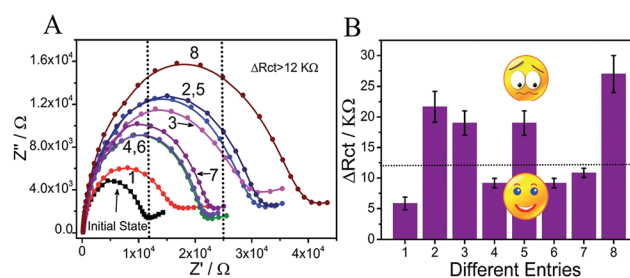 A
1.6x10⁴
1.2x10⁴
8.0x10³
4.0x10³
0.0
Z'' / Ω
8
ΔRct>12 KΩ
2,5
3
4,6
7
1
Initial State
0 1x10⁴ 2x10⁴ 3x10⁴ 4x10⁴
Z' / Ω
B
30
25
20
15
10
5
0
ΔRct / KΩ
1 2 3 4 5 6 7 8
Different Entries